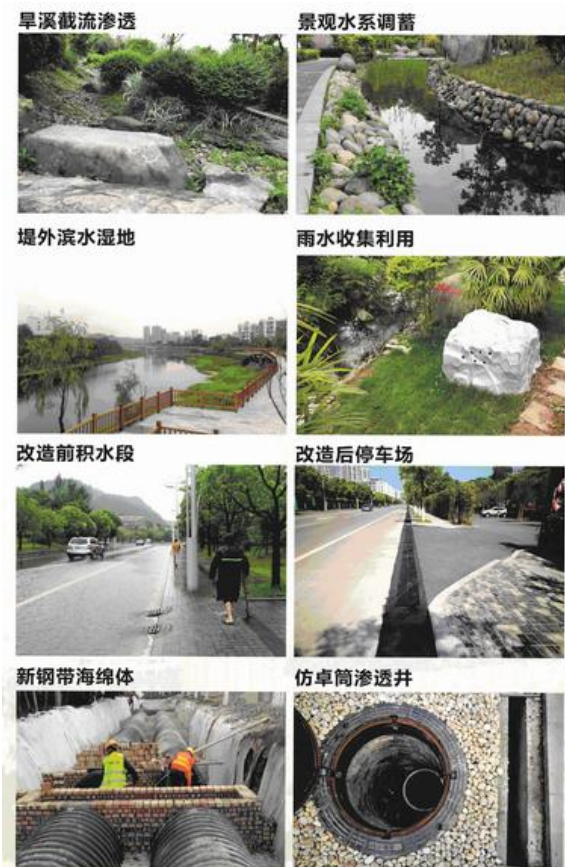 旱溪截流渗透
景观水系调蓄
堤外滨水湿地
雨水收集利用
改造前积水段
改造后停车场
新钢带海绵体
仿卓筒渗透井